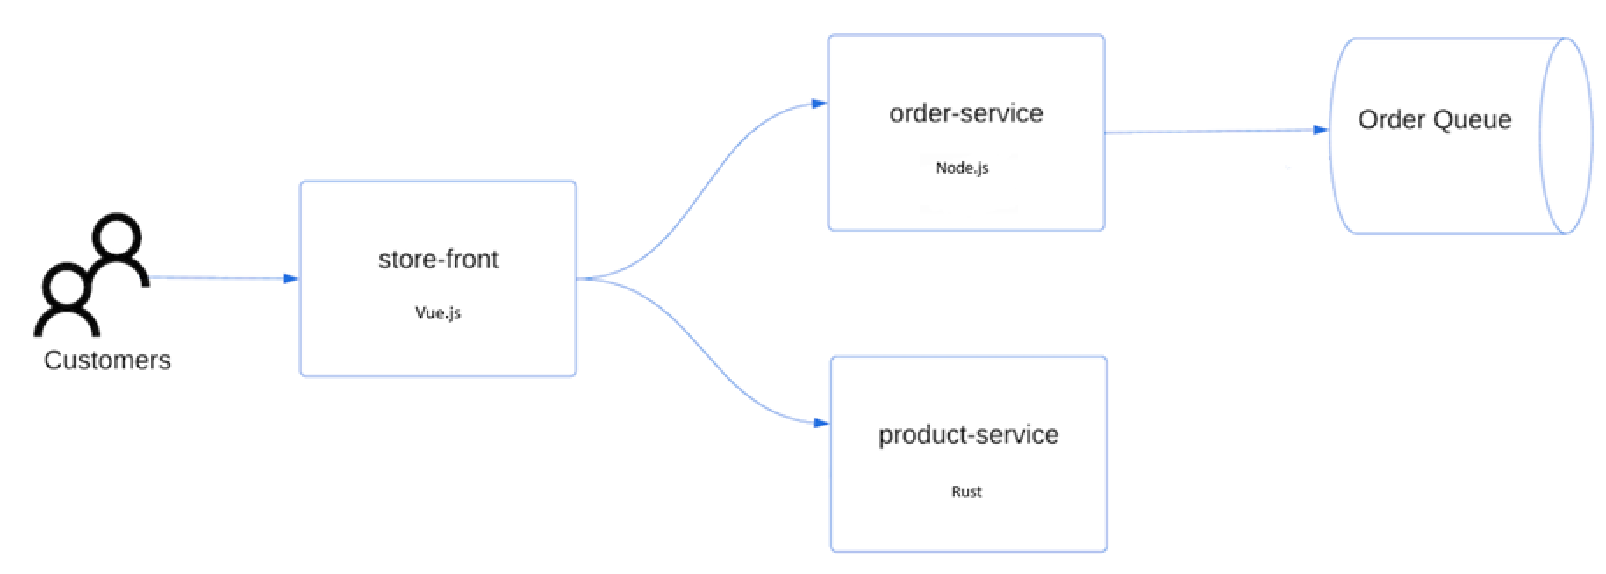 Customers
store-front
Vue.js
order-service
Node.js
product-service
Rust
Order Queue